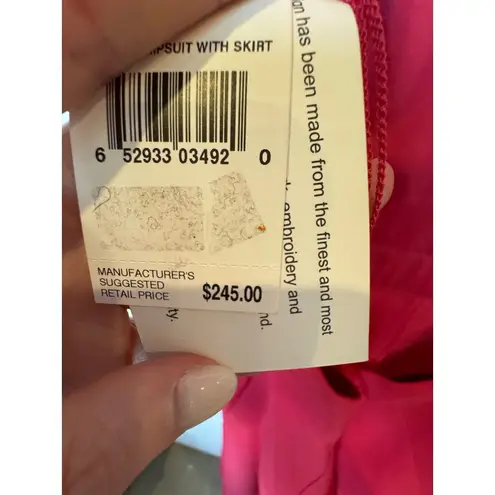 WITH SKIRT
6 52933 03492 0
MANUFACTURER'S
SUGGESTED
RETAIL PRICE
$245.00
has been made from the finest and most
embroidery and